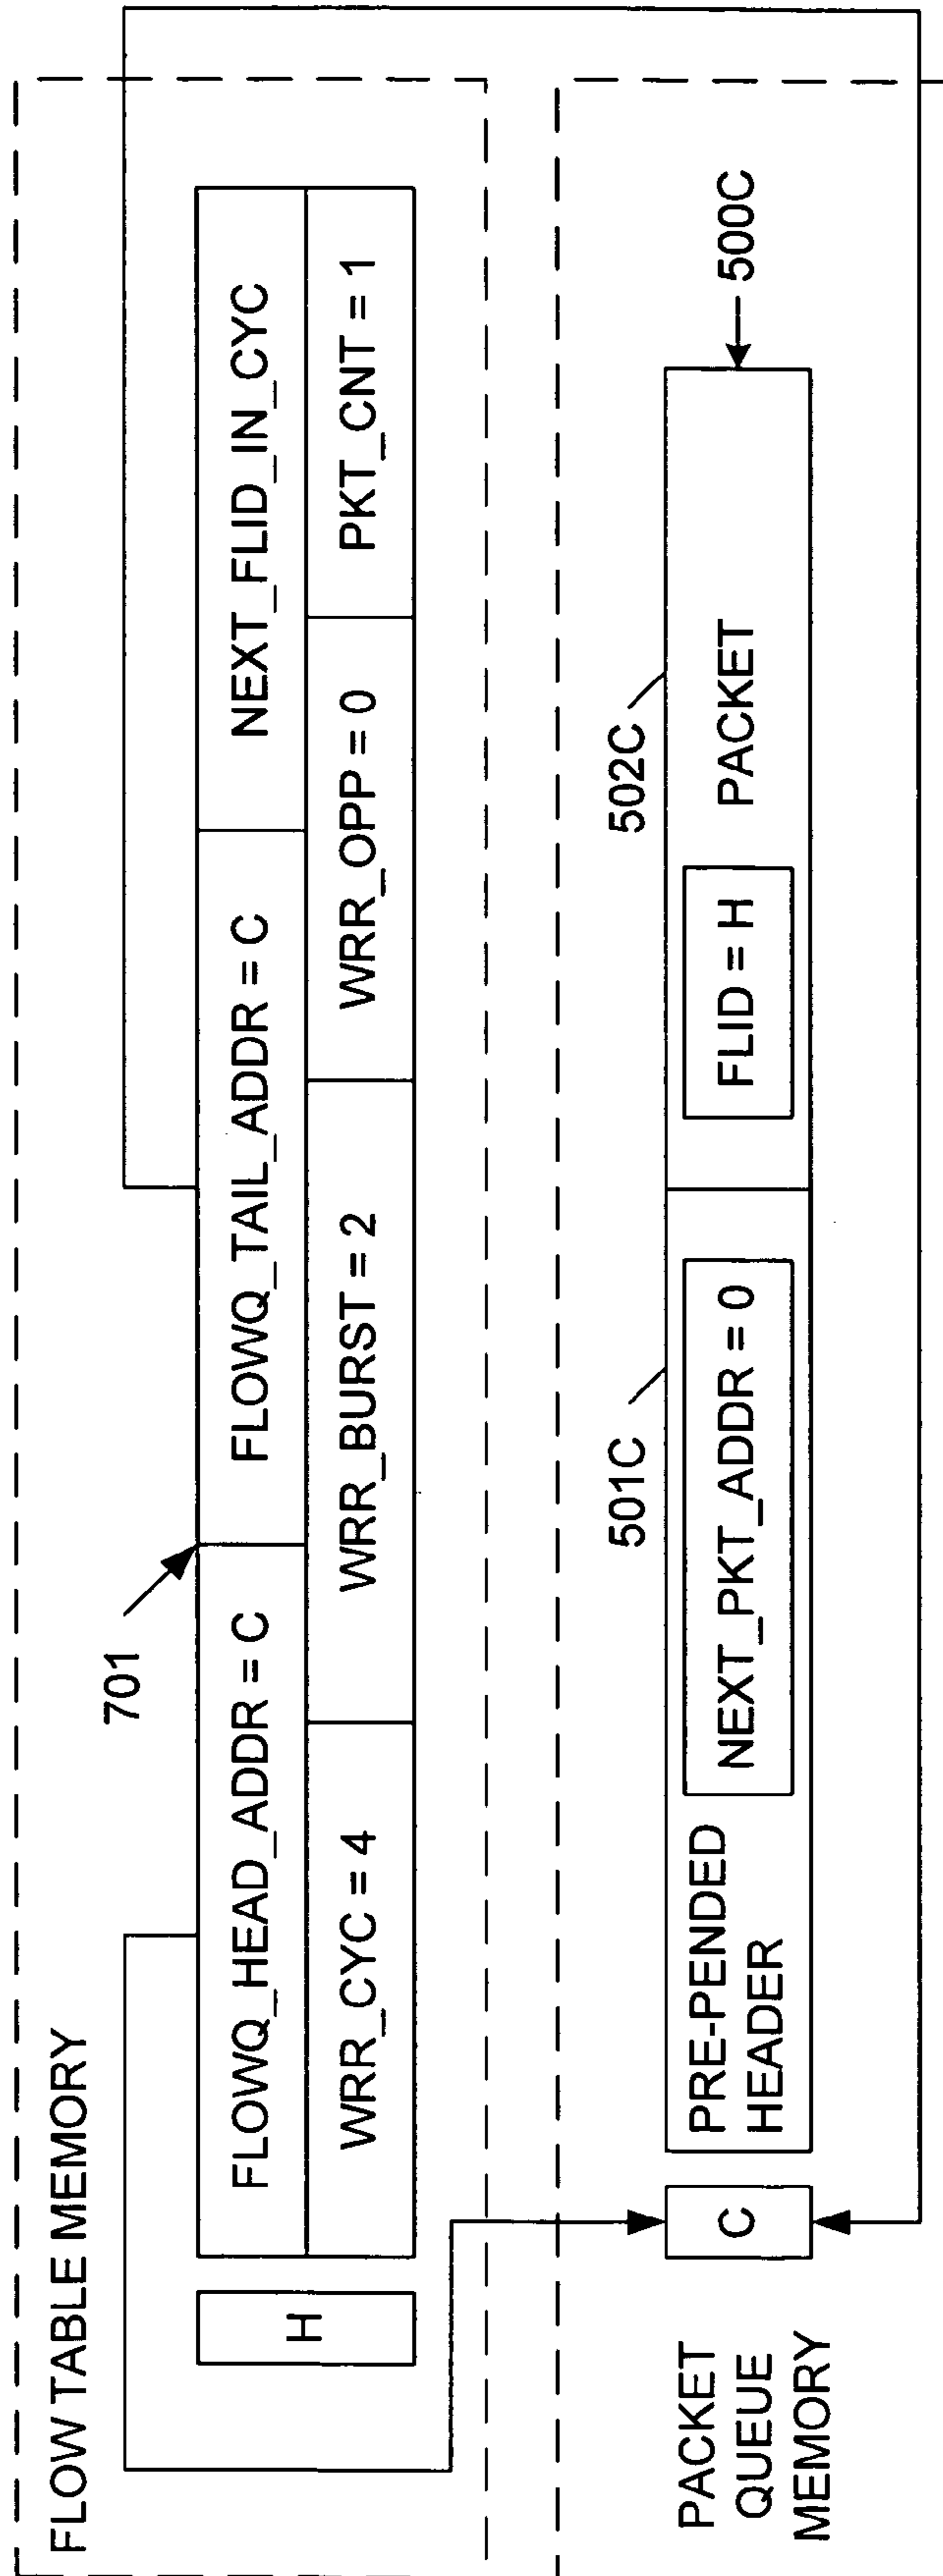 FLOW TABLE MEMORY
701
H
FLOWQ_HEAD_ADDR = C
FLOWQ_TAIL_ADDR = C
NEXT_FLID_IN_CYC
WRR_CYC = 4
WRR_BURST = 2
WRR_OPP = 0
PKT_CNT = 1
PACKET
QUEUE
MEMORY
C
501C
502C
PRE-PENDED
HEADER
NEXT_PKT_ADDR = 0
FLID = H
PACKET
500C